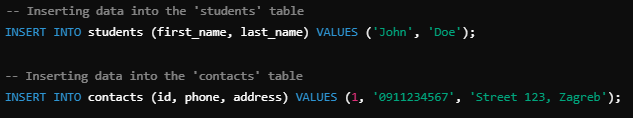 -- Inserting data into the 'students' table
INSERT INTO students (first_name, last_name) VALUES ('John', 'Doe');
-- Inserting data into the 'contacts' table
INSERT INTO contacts (id, phone, address) VALUES (1, '0911234567', 'Street 123, Zagreb');